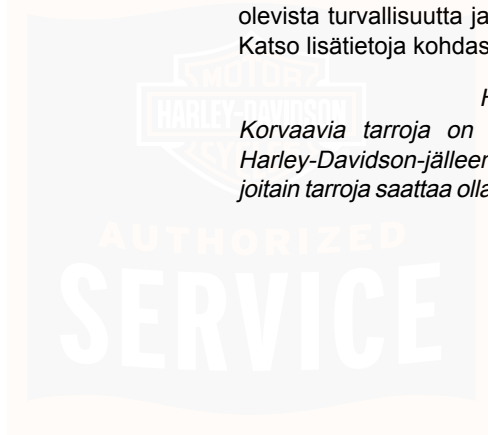 olevista turvallisuutta ja
Katso lisätietoja kohdas
H
Korvaavia tarroja on
Harley-Davidson-jälleen
joitain tarroja saattaa olla
MOTOR
HARLEY-DAVIDSON
CYCLES
AUTHORIZED
SERVICE